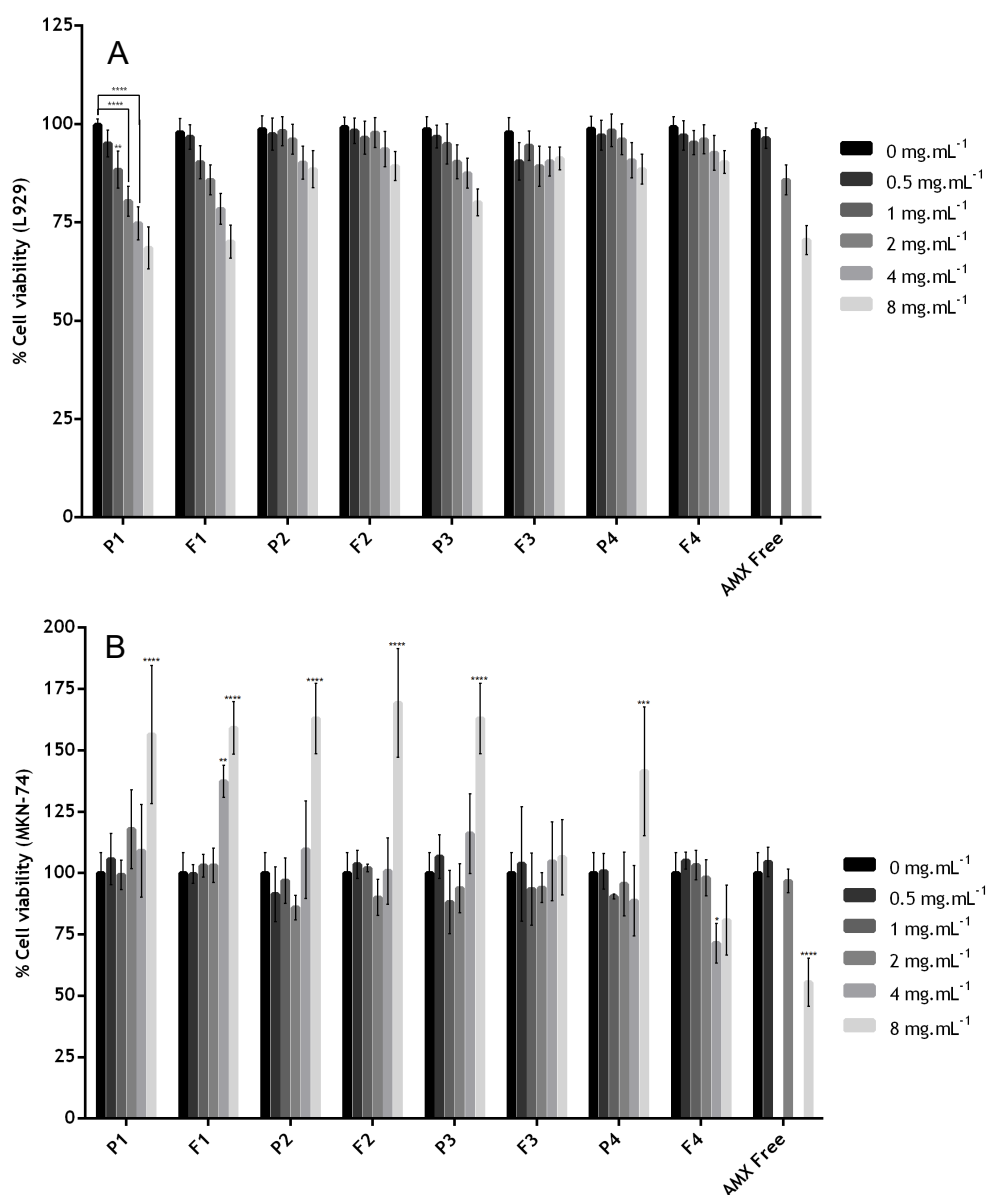 125
A
****
****
**
100
75
50
25
0
% Cell viability (L929)
P1 F1 P2 F2 P3 F3 P4 F4 AMX Free
0 mg.mL-1
0.5 mg.mL-1
1 mg.mL-1
2 mg.mL-1
4 mg.mL-1
8 mg.mL-1
200
B
175
150
125
100
75
50
25
0
% Cell viability (MKN-74)
**** **** ** **** **** **** *** * ****
P1 F1 P2 F2 P3 F3 P4 F4 AMX Free
0 mg.mL-1
0.5 mg.mL-1
1 mg.mL-1
2 mg.mL-1
4 mg.mL-1
8 mg.mL-1